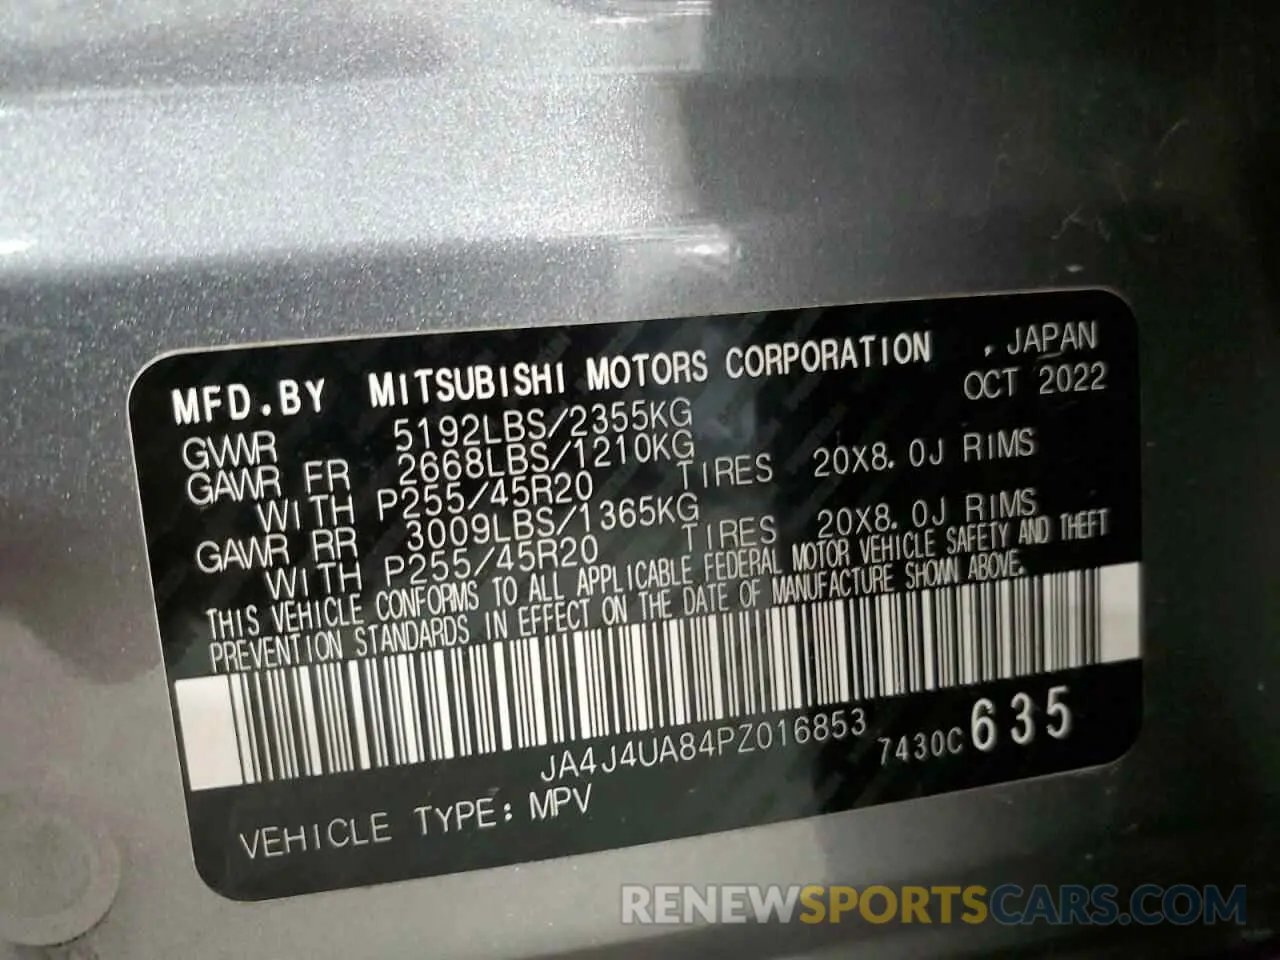 MFD.BY MITSUBISHI MOTORS CORPORATION , JAPAN
GVWR 5192LBS/2355KG OCT 2022
GAWR FR 2668LBS/1210KG
WITH P255/45R20 TIRES 20X8.0J RIMS
GAWR RR 3009LBS/1365KG
WITH P255/45R20 TIRES 20X8.0J RIMS
THIS VEHICLE CONFORMS TO ALL APPLICABLE FEDERAL MOTOR VEHICLE SAFETY AND THEFT
PREVENTION STANDARDS IN EFFECT ON THE DATE OF MANUFACTURE SHOWN ABOVE.
JA4J4UA84PZ016853 7430C635
VEHICLE TYPE: MPV
RENEWSPORTSCARS.COM